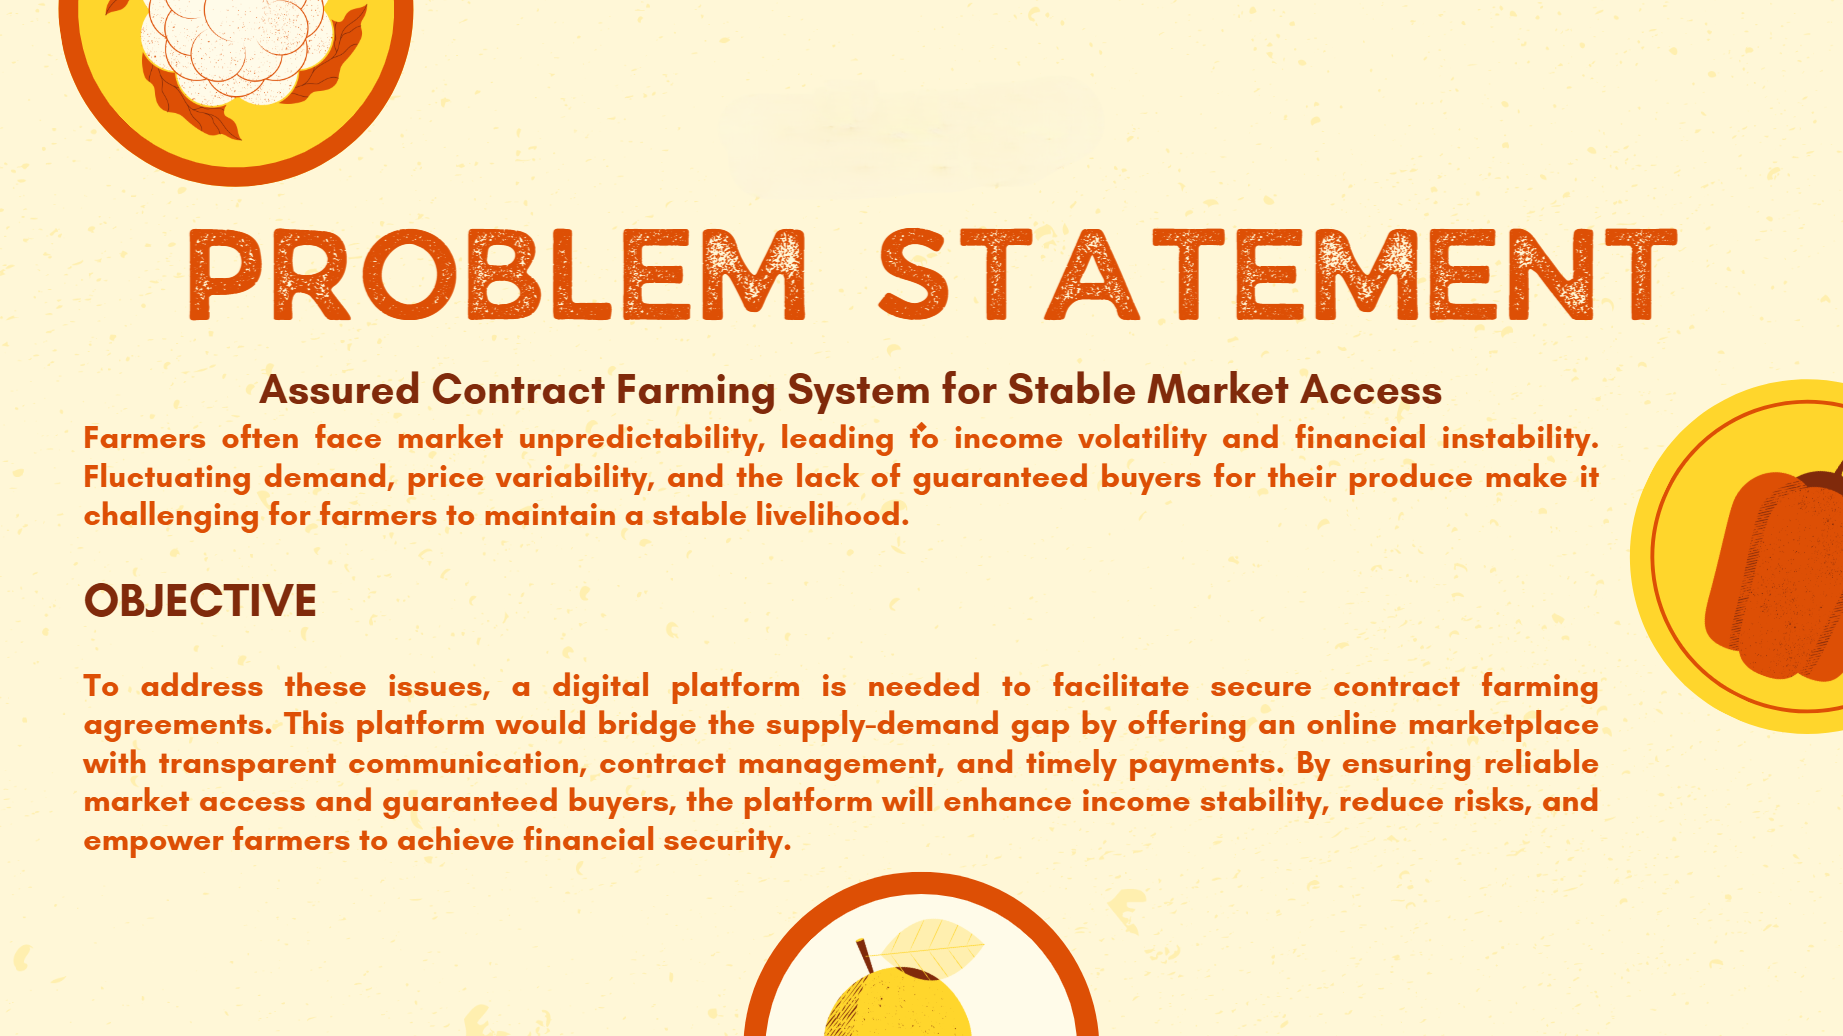 PROBLEM STATEMENT
Assured Contract Farming System for Stable Market Access
Farmers often face market unpredictability, leading to income volatility and financial instability.
Fluctuating demand, price variability, and the lack of guaranteed buyers for their produce make it
challenging for farmers to maintain a stable livelihood.
OBJECTIVE
To address these issues, a digital platform is needed to facilitate secure contract farming
agreements. This platform would bridge the supply-demand gap by offering an online marketplace
with transparent communication, contract management, and timely payments. By ensuring reliable
market access and guaranteed buyers, the platform will enhance income stability, reduce risks, and
empower farmers to achieve financial security.